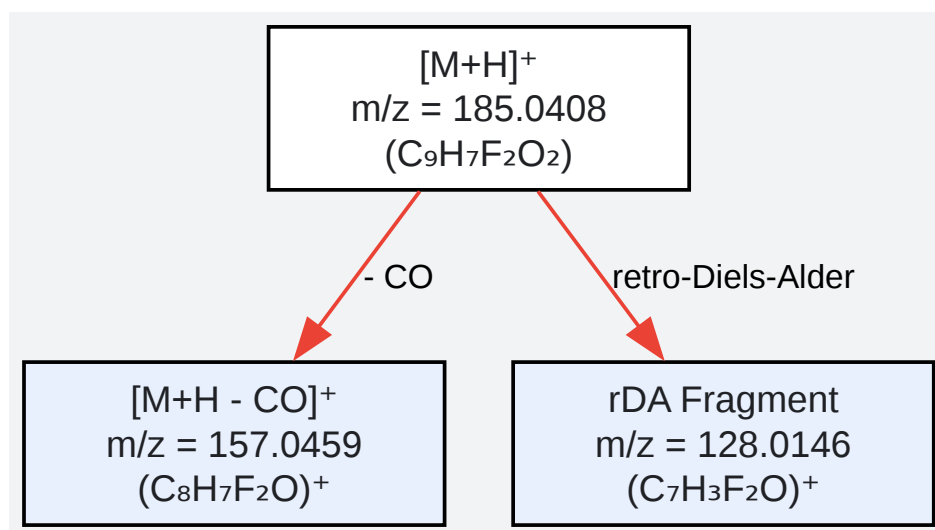 [M+H]⁺
m/z = 185.0408
(C₉H₇F₂O₂)
- CO
retro-Diels-Alder
[M+H - CO]⁺
m/z = 157.0459
(C₈H₇F₂O)⁺
rDA Fragment
m/z = 128.0146
(C₇H₃F₂O)⁺